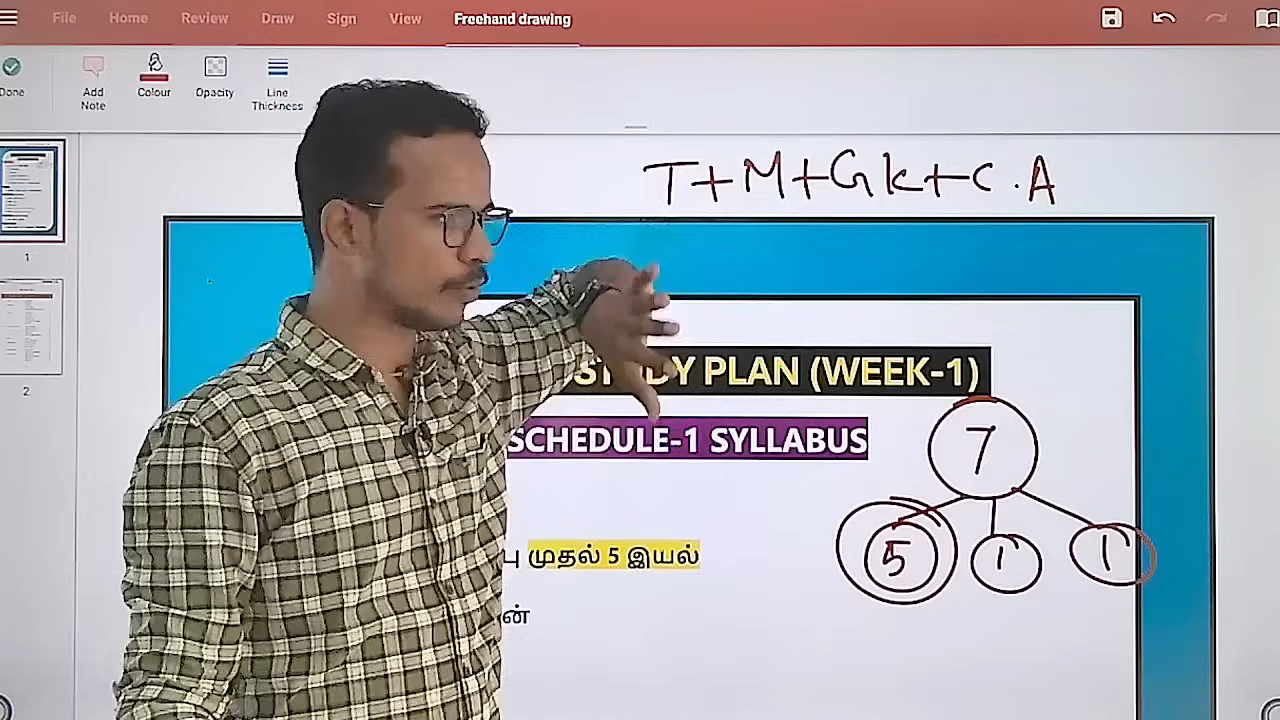 File Home Review Draw Sign View Freehand drawing
Done Add Note Colour Opacity Line Thickness
T+M+Gk+C.A
1
STUDY PLAN (WEEK-1)
SCHEDULE-1 SYLLABUS
7
2
5 1 1
முதல் 5 இயல்